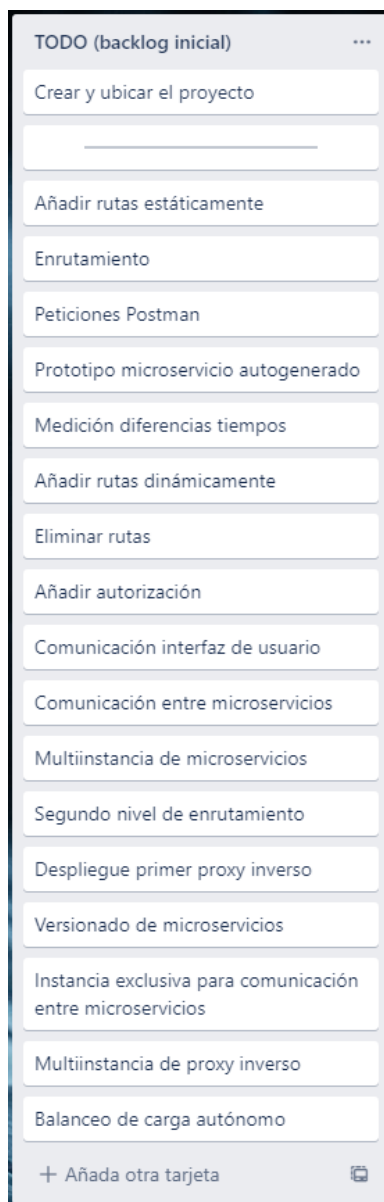 TODO (backlog inicial)
Crear y ubicar el proyecto
Añadir rutas estáticamente
Enrutamiento
Peticiones Postman
Prototipo microservicio autogenerado
Medición diferencias tiempos
Añadir rutas dinámicamente
Eliminar rutas
Añadir autorización
Comunicación interfaz de usuario
Comunicación entre microservicios
Multiinstancia de microservicios
Segundo nivel de enrutamiento
Despliegue primer proxy inverso
Versionado de microservicios
Instancia exclusiva para comunicación
entre microservicios
Multiinstancia de proxy inverso
Balanceo de carga autónomo
+ Añada otra tarjeta